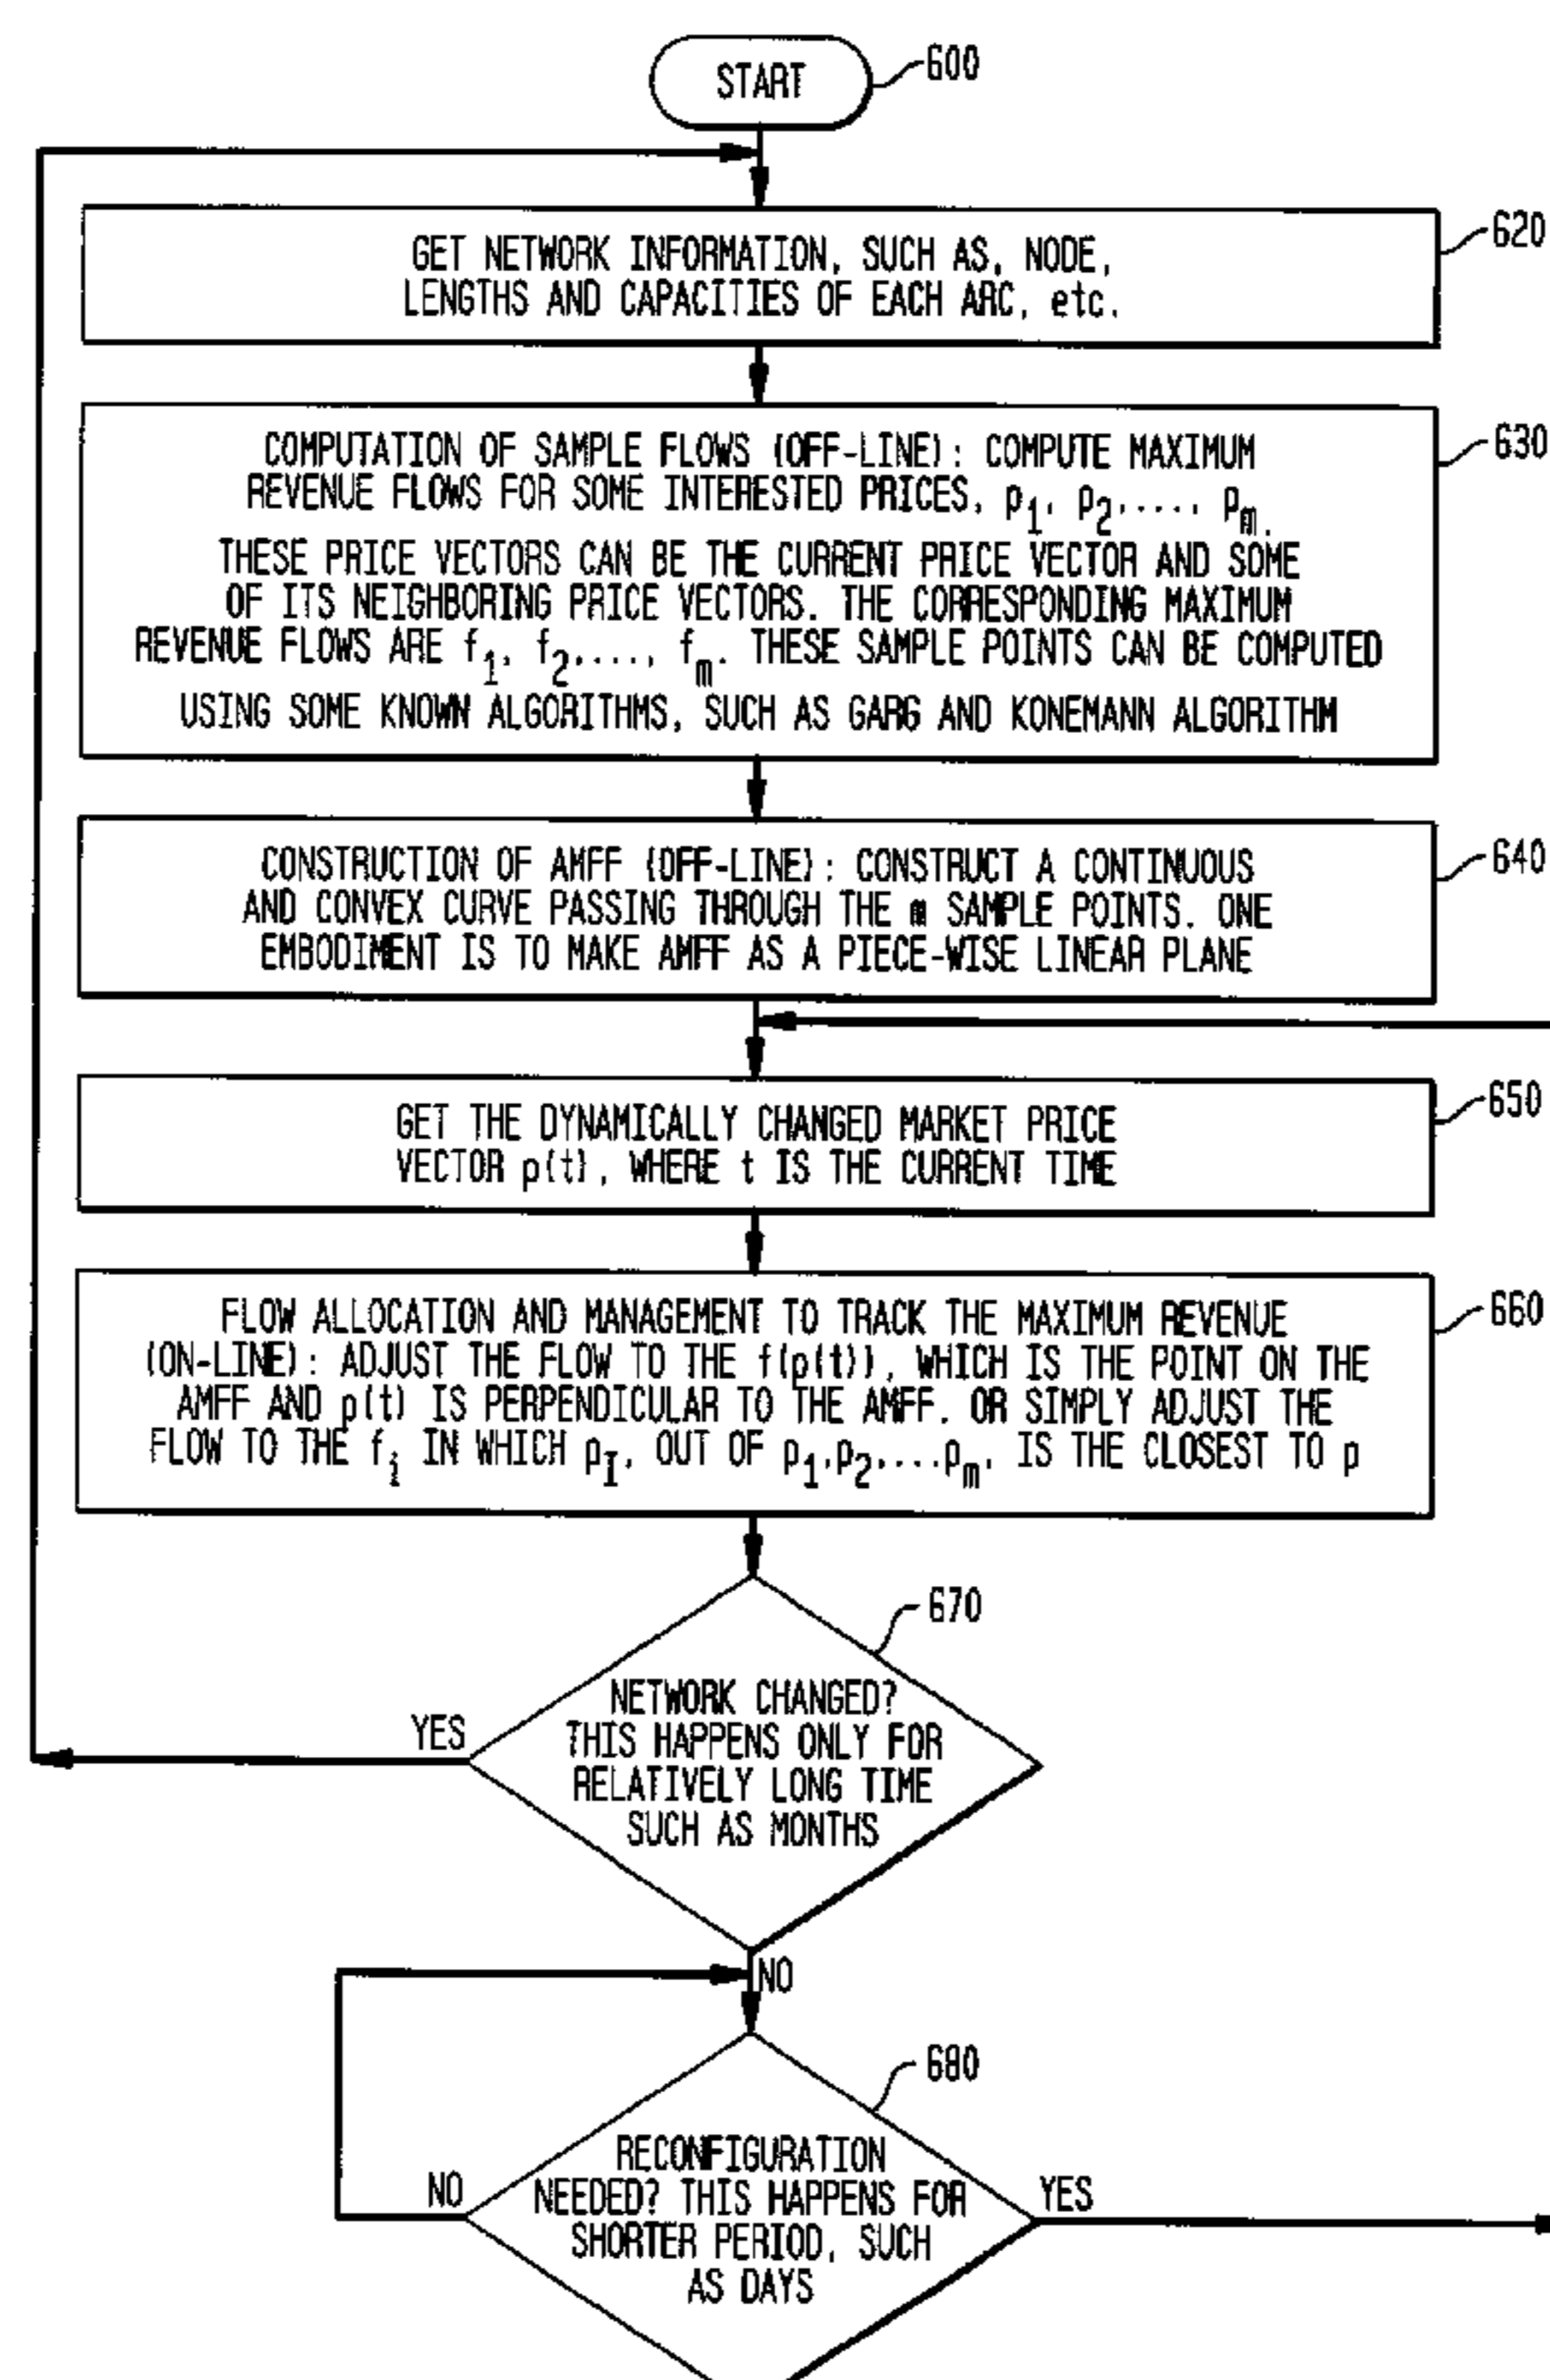 START
600
GET NETWORK INFORMATION, SUCH AS, NODE,
LENGTHS AND CAPACITIES OF EACH ARC, etc.
620
COMPUTATION OF SAMPLE FLOWS (OFF-LINE): COMPUTE MAXIMUM
REVENUE FLOWS FOR SOME INTERESTED PRICES, p1, p2,...., pm.
THESE PRICE VECTORS CAN BE THE CURRENT PRICE VECTOR AND SOME
OF ITS NEIGHBORING PRICE VECTORS. THE CORRESPONDING MAXIMUM
REVENUE FLOWS ARE f1, f2,...., fm. THESE SAMPLE POINTS CAN BE COMPUTED
USING SOME KNOWN ALGORITHMS, SUCH AS GARG AND KONEMANN ALGORITHM
630
CONSTRUCTION OF AMFF (OFF-LINE): CONSTRUCT A CONTINUOUS
AND CONVEX CURVE PASSING THROUGH THE m SAMPLE POINTS. ONE
EMBODIMENT IS TO MAKE AMFF AS A PIECE-WISE LINEAR PLANE
640
GET THE DYNAMICALLY CHANGED MARKET PRICE
VECTOR p(t), WHERE t IS THE CURRENT TIME
650
FLOW ALLOCATION AND MANAGEMENT TO TRACK THE MAXIMUM REVENUE
(ON-LINE): ADJUST THE FLOW TO THE f(p(t)), WHICH IS THE POINT ON THE
AMFF AND p(t) IS PERPENDICULAR TO THE AMFF. OR SIMPLY ADJUST THE
FLOW TO THE fi IN WHICH pI, OUT OF p1,p2,....pm, IS THE CLOSEST TO p
660
670
NETWORK CHANGED?
THIS HAPPENS ONLY FOR
RELATIVELY LONG TIME
SUCH AS MONTHS
YES
NO
680
RECONFIGURATION
NEEDED? THIS HAPPENS FOR
SHORTER PERIOD, SUCH
AS DAYS
NO
YES